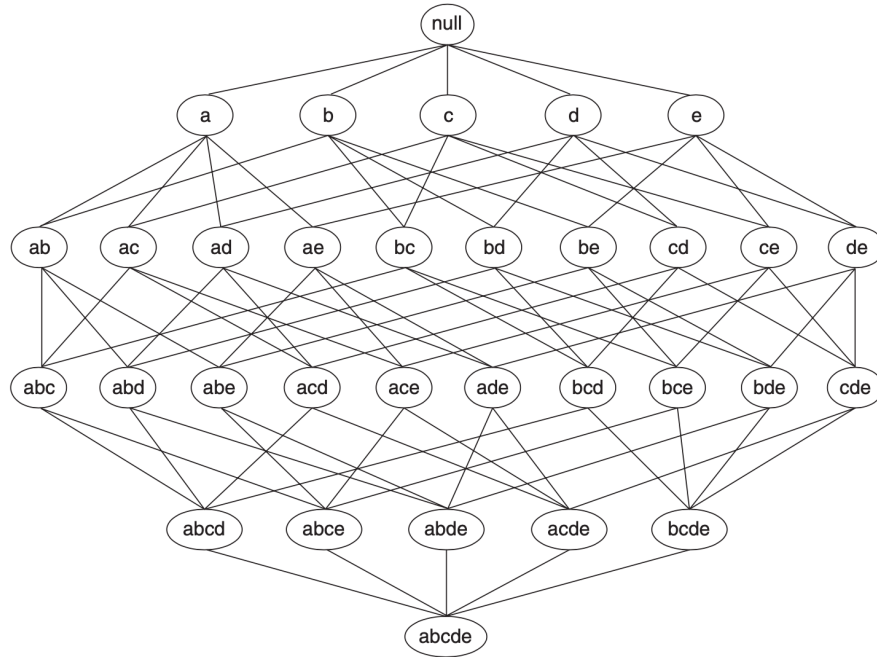 null
a b c d e
ab ac ad ae bc bd be cd ce de
abc abd abe acd ace ade bcd bce bde cde
abcd abce abde acde bcde
abcde